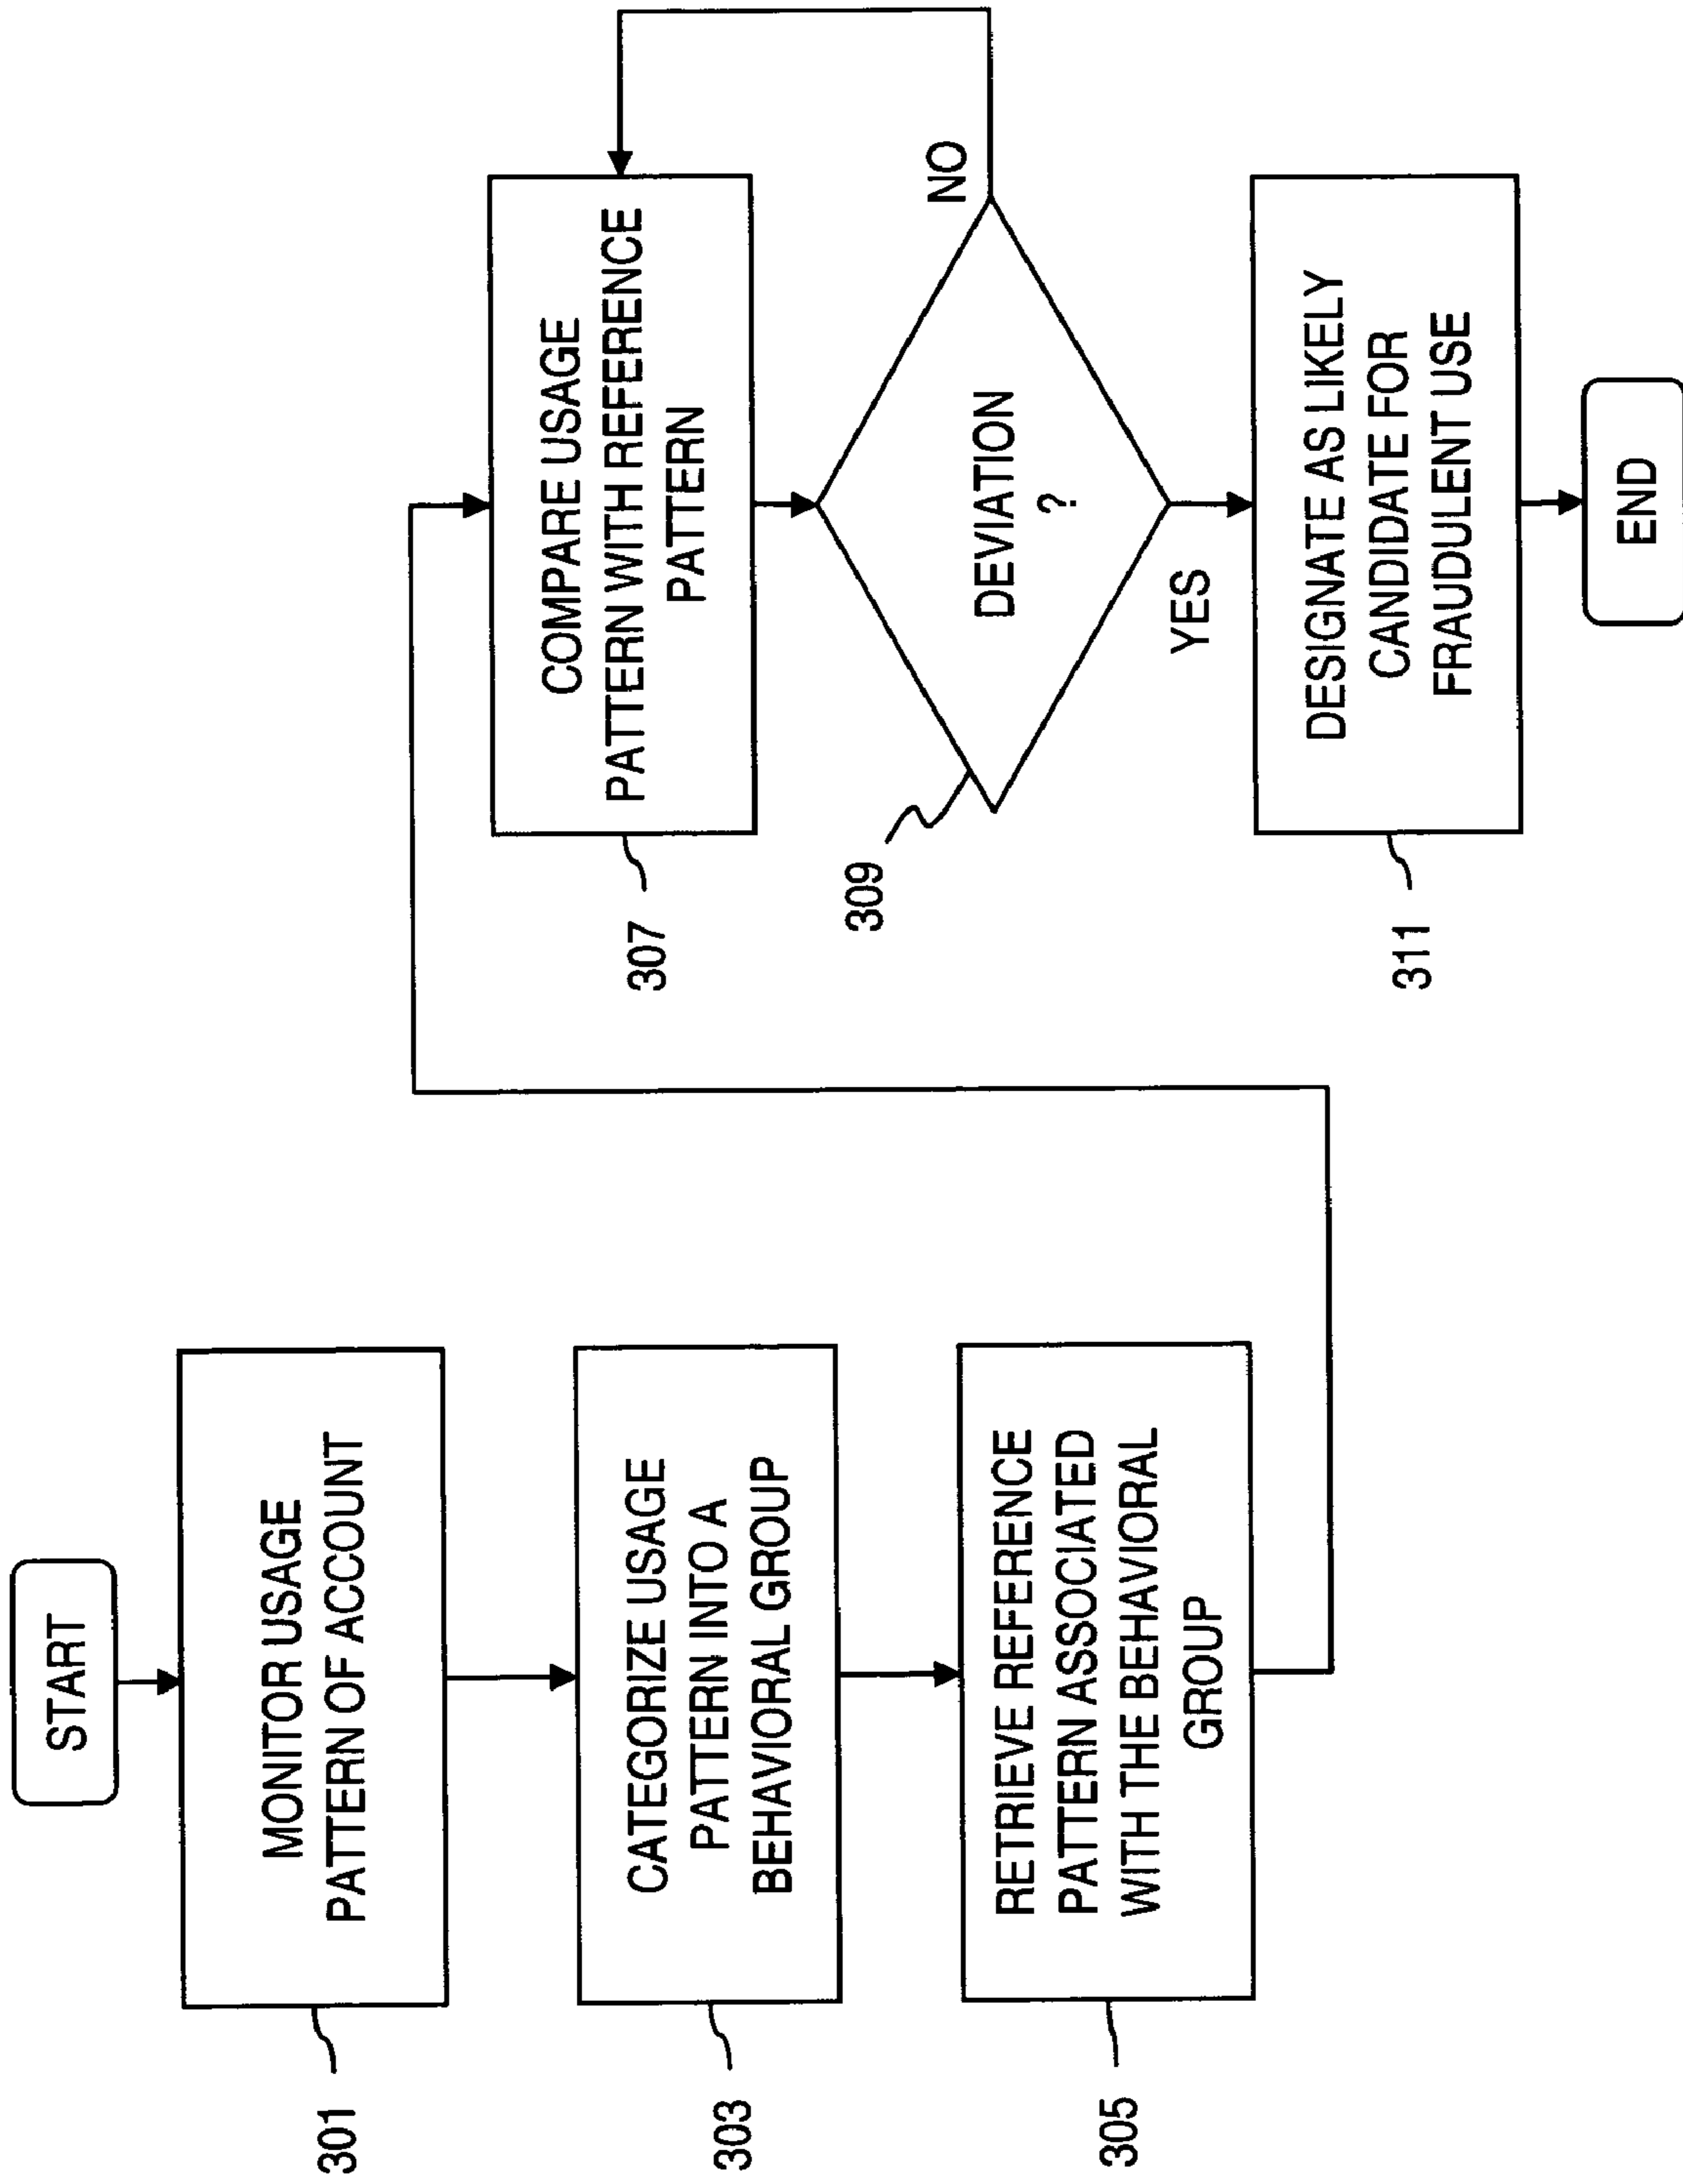 START
MONITOR USAGE
PATTERN OF ACCOUNT
301
CATEGORIZE USAGE
PATTERN INTO A
BEHAVIORAL GROUP
303
RETRIEVE REFERENCE
PATTERN ASSOCIATED
WITH THE BEHAVIORAL
GROUP
305
COMPARE USAGE
PATTERN WITH REFERENCE
PATTERN
307
DEVIATION
?
309
NO
YES
DESIGNATE AS LIKELY
CANDIDATE FOR
FRAUDULENT USE
311
END